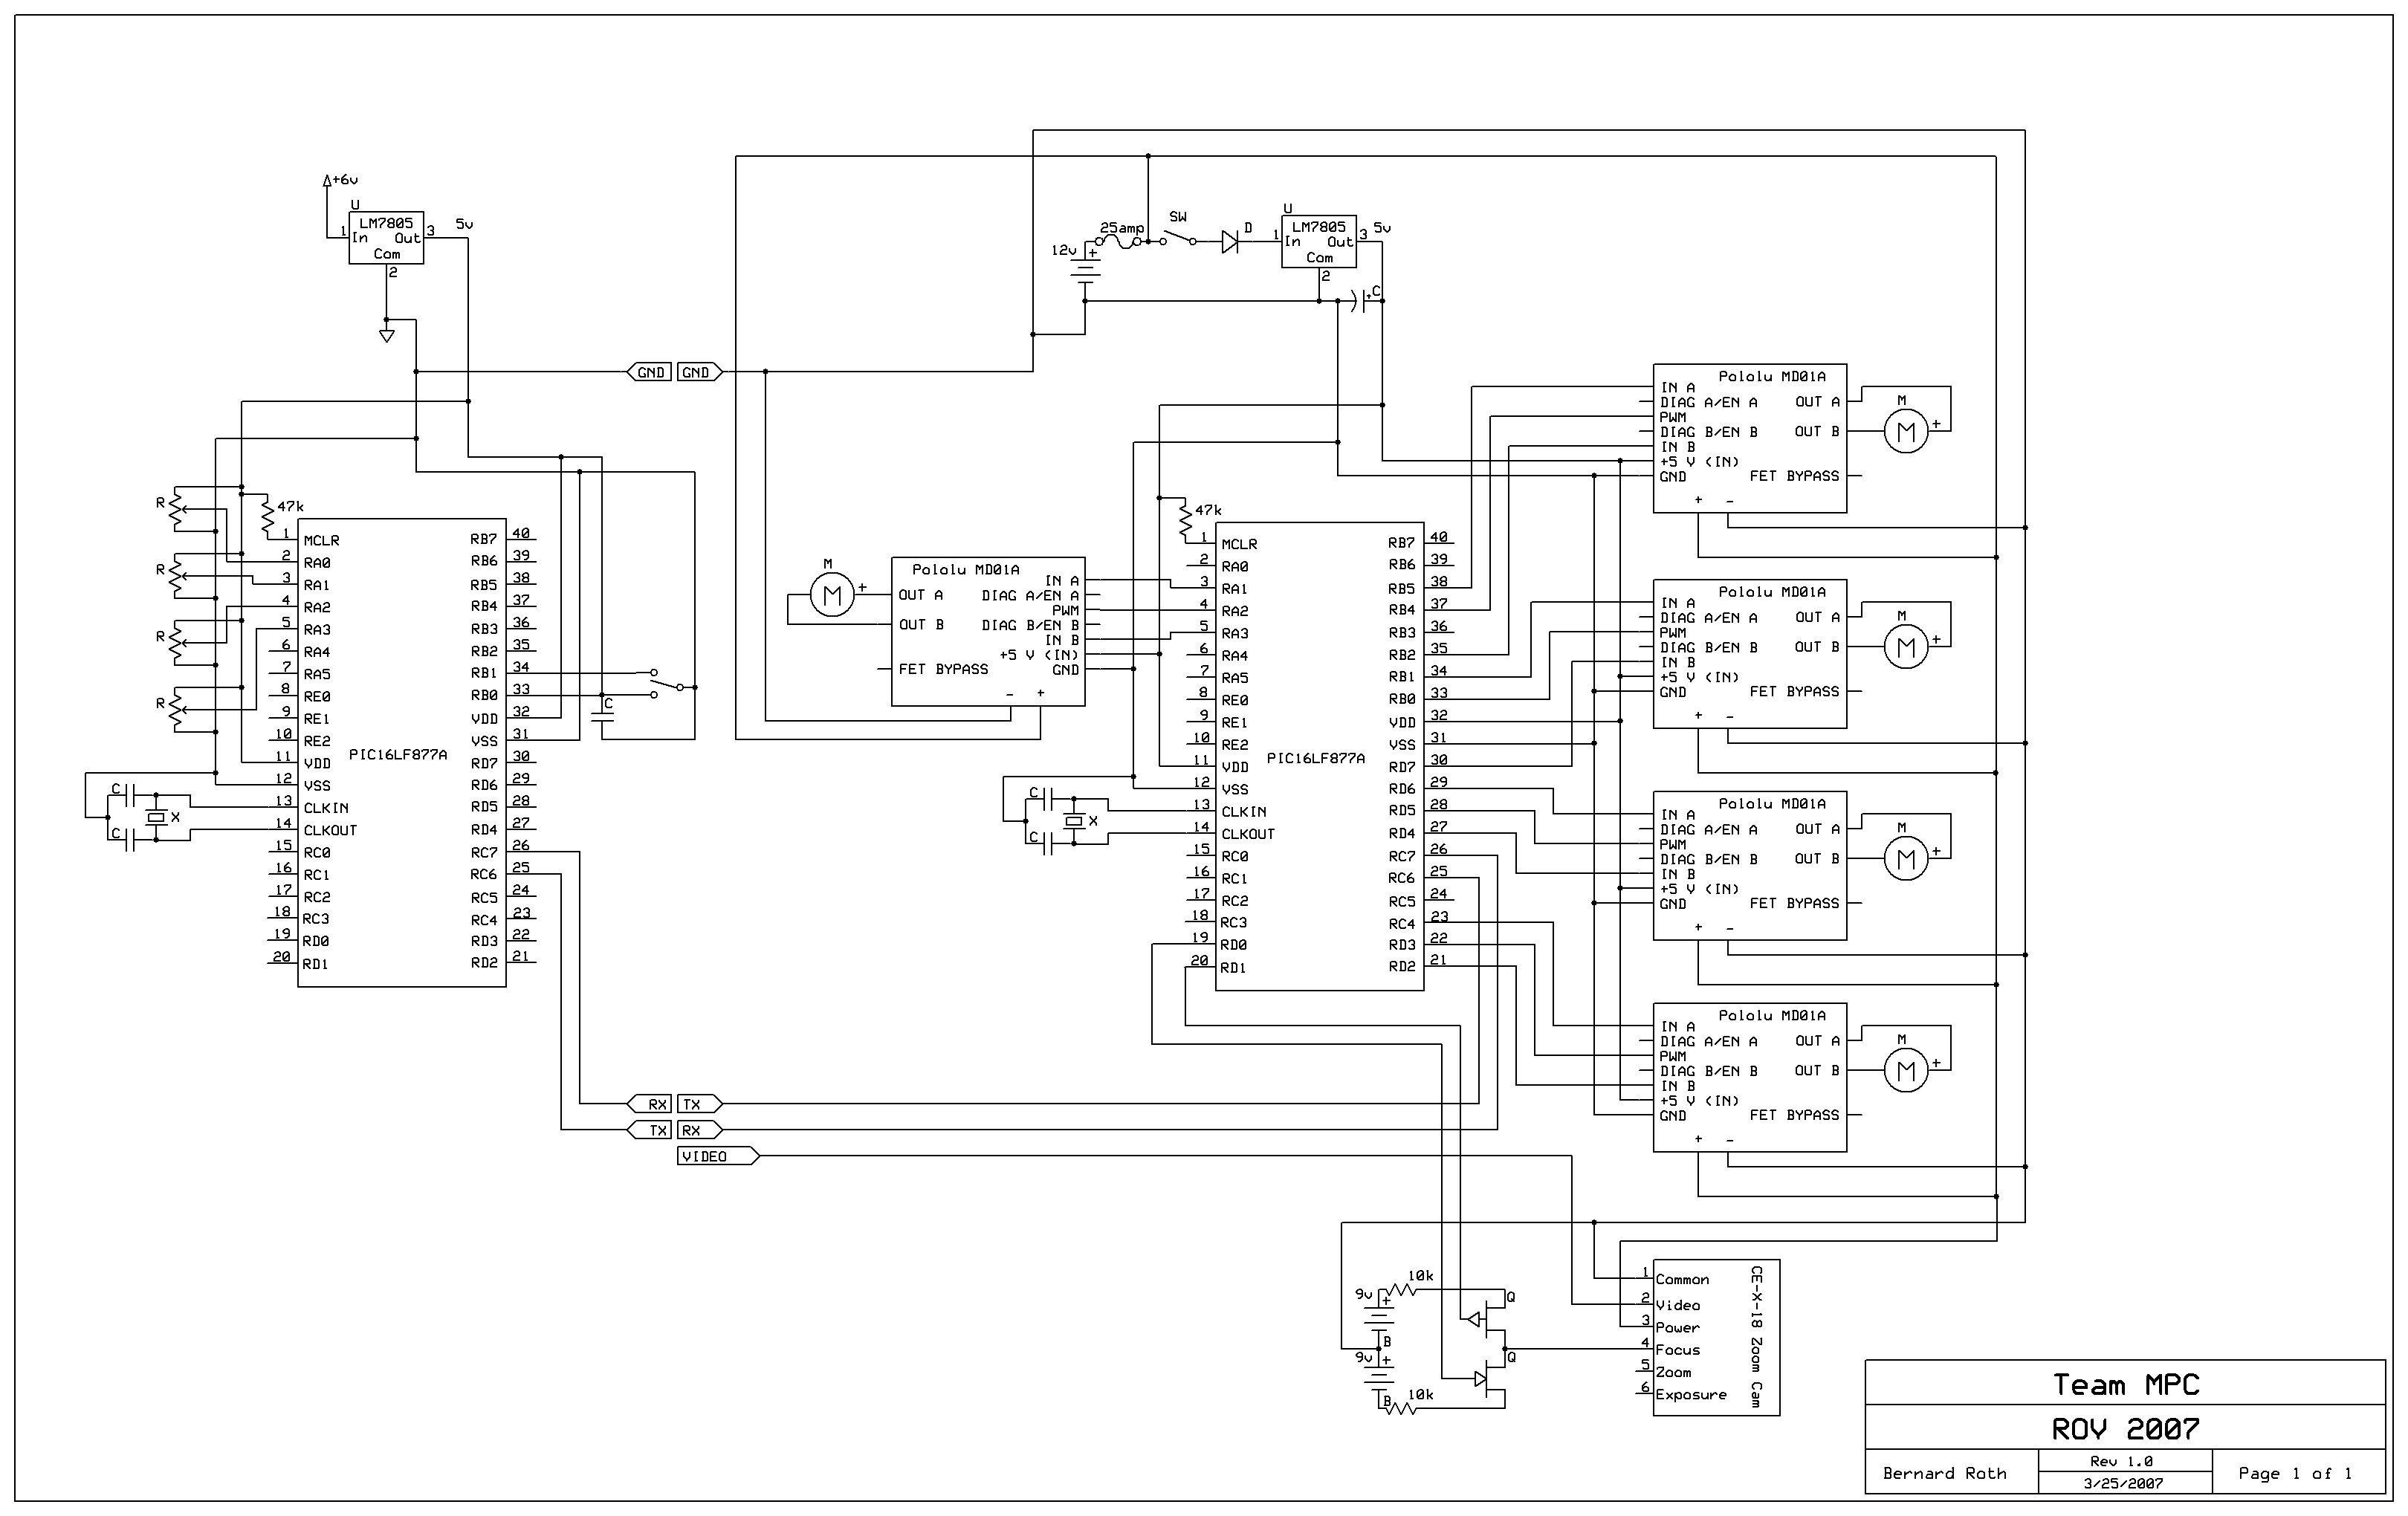 +6v
U
LM7805
1 In Out 3
5v
Com
2
SW
25amp
D
U
LM7805
1 In Out 3
5v
Com
2
12v
+
+C
GND GND
R
R
R
R
47k
1 MCLR
2 RA0
3 RA1
4 RA2
5 RA3
6 RA4
7 RA5
8 RE0
9 RE1
10 RE2
11 VDD
12 VSS
13 CLKIN
14 CLKOUT
15 RC0
16 RC1
17 RC2
18 RC3
19 RD0
20 RD1
PIC16LF877A
RB7 40
RB6 39
RB5 38
RB4 37
RB3 36
RB2 35
RB1 34
RB0 33
VDD 32
VSS 31
RD7 30
RD6 29
RD5 28
RD4 27
RC7 26
RC6 25
RC5 24
RC4 23
RD3 22
RD2 21
C
C
C
X
M
M +
Pololu MD01A
OUT A
OUT B
FET BYPASS
IN A
DIAG A/EN A
PWM
DIAG B/EN B
IN B
+5 V (IN)
GND
- +
47k
1 MCLR
2 RA0
3 RA1
4 RA2
5 RA3
6 RA4
7 RA5
8 RE0
9 RE1
10 RE2
11 VDD
12 VSS
13 CLKIN
14 CLKOUT
15 RC0
16 RC1
17 RC2
18 RC3
19 RD0
20 RD1
PIC16LF877A
RB7 40
RB6 39
RB5 38
RB4 37
RB3 36
RB2 35
RB1 34
RB0 33
VDD 32
VSS 31
RD7 30
RD6 29
RD5 28
RD4 27
RC7 26
RC6 25
RC5 24
RC4 23
RD3 22
RD2 21
C
C
X
Pololu MD01A
IN A
DIAG A/EN A
PWM
DIAG B/EN B
IN B
+5 V (IN)
GND
OUT A
OUT B
FET BYPASS
+ -
M
M +
Pololu MD01A
IN A
DIAG A/EN A
PWM
DIAG B/EN B
IN B
+5 V (IN)
GND
OUT A
OUT B
FET BYPASS
+ -
M
M +
Pololu MD01A
IN A
DIAG A/EN A
PWM
DIAG B/EN B
IN B
+5 V (IN)
GND
OUT A
OUT B
FET BYPASS
+ -
M
M +
Pololu MD01A
IN A
DIAG A/EN A
PWM
DIAG B/EN B
IN B
+5 V (IN)
GND
OUT A
OUT B
FET BYPASS
+ -
M
M +
RX TX
TX RX
VIDEO
9v
+
10k
B
9v
+
B
10k
Q
Q
1 Common
2 Video
3 Power
4 Focus
5 Zoom
6 Exposure
CE-X-18 Zoom Cam
Team MPC
ROV 2007
Bernard Roth
Rev 1.0
3/25/2007
Page 1 of 1